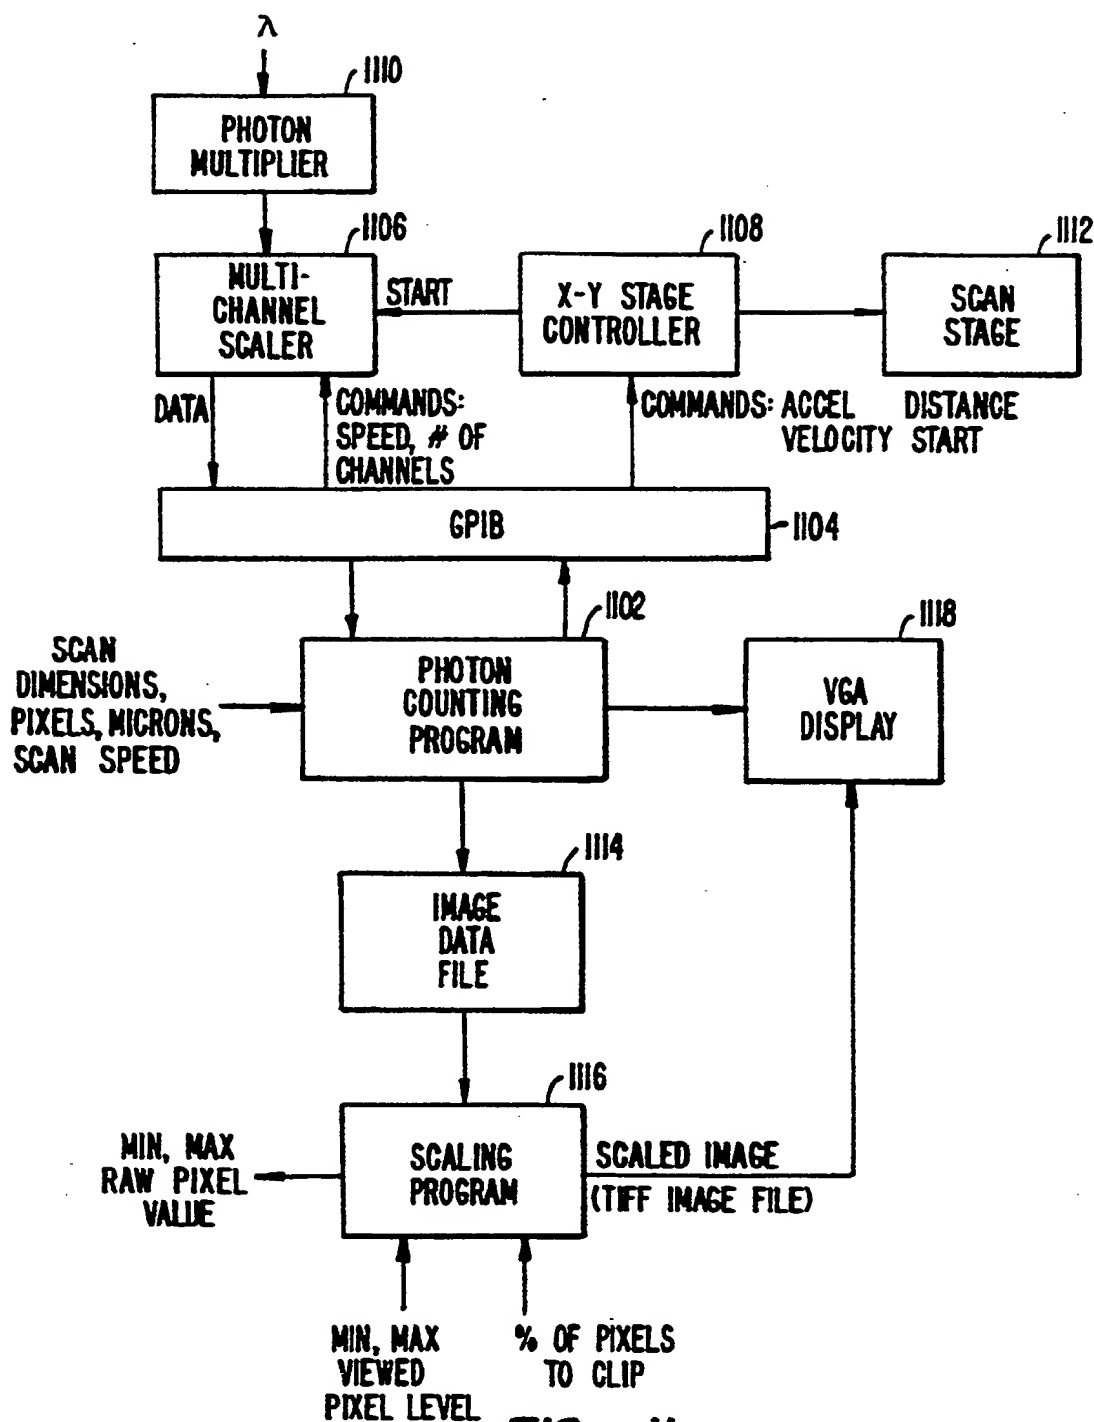 λ
1110
PHOTON
MULTIPLIER
1106
MULTI-
CHANNEL
SCALER
START
1108
X-Y STAGE
CONTROLLER
1112
SCAN
STAGE
DATA
COMMANDS:
SPEED, # OF
CHANNELS
COMMANDS: ACCEL DISTANCE
VELOCITY START
GPIB
1104
1102
SCAN
DIMENSIONS,
PIXELS, MICRONS,
SCAN SPEED
PHOTON
COUNTING
PROGRAM
1118
VGA
DISPLAY
1114
IMAGE
DATA
FILE
1116
MIN, MAX
RAW PIXEL
VALUE
SCALING
PROGRAM
SCALED IMAGE
(TIFF IMAGE FILE)
MIN, MAX
VIEWED
PIXEL LEVEL
% OF PIXELS
TO CLIP